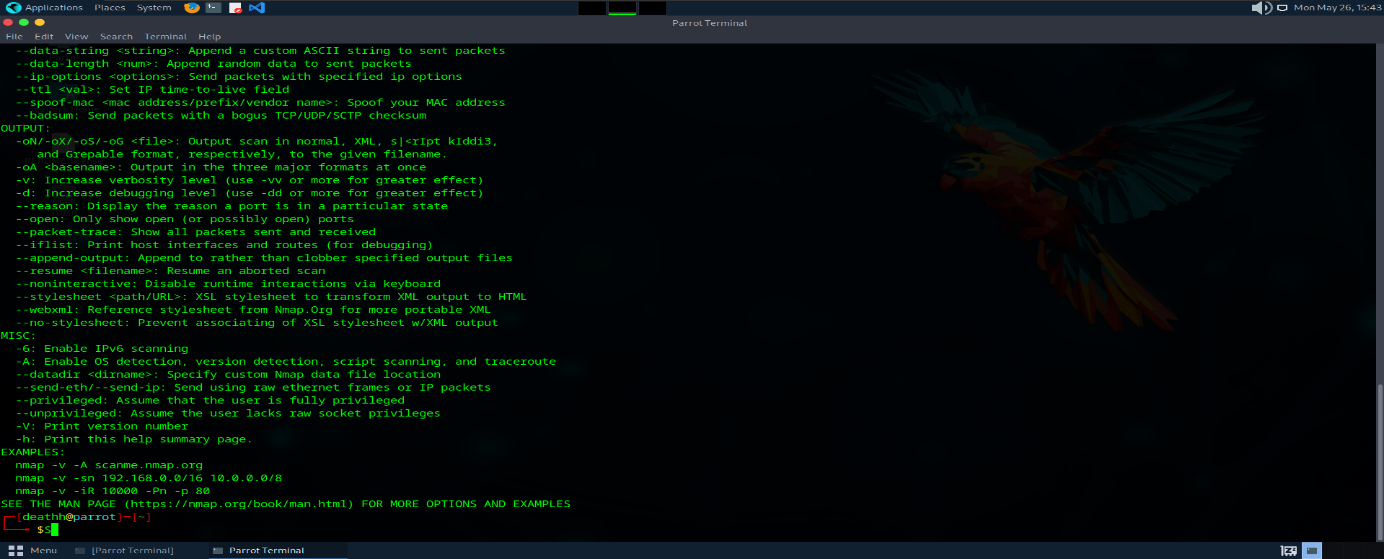 Applications Places System Mon May 26, 15:43
Parrot Terminal
File Edit View Search Terminal Help
--data-string <string>: Append a custom ASCII string to sent packets
--data-length <num>: Append random data to sent packets
--ip-options <options>: Send packets with specified ip options
--ttl <val>: Set IP time-to-live field
--spoof-mac <mac address/prefix/vendor name>: Spoof your MAC address
--badsum: Send packets with a bogus TCP/UDP/SCTP checksum
OUTPUT:
-oN/-oX/-oS/-oG <file>: Output scan in normal, XML, s|<rIpt kIddi3,
and Grepable format, respectively, to the given filename.
-oA <basename>: Output in the three major formats at once
-v: Increase verbosity level (use -vv or more for greater effect)
-d: Increase debugging level (use -dd or more for greater effect)
--reason: Display the reason a port is in a particular state
--open: Only show open (or possibly open) ports
--packet-trace: Show all packets sent and received
--iflist: Print host interfaces and routes (for debugging)
--append-output: Append to rather than clobber specified output files
--resume <filename>: Resume an aborted scan
--noninteractive: Disable runtime interactions via keyboard
--stylesheet <path/URL>: XSL stylesheet to transform XML output to HTML
--webxml: Reference stylesheet from Nmap.Org for more portable XML
--no-stylesheet: Prevent associating of XSL stylesheet w/XML output
MISC:
-6: Enable IPv6 scanning
-A: Enable OS detection, version detection, script scanning, and traceroute
--datadir <dirname>: Specify custom Nmap data file location
--send-eth/--send-ip: Send using raw ethernet frames or IP packets
--privileged: Assume that the user is fully privileged
--unprivileged: Assume the user lacks raw socket privileges
-V: Print version number
-h: Print this help summary page.
EXAMPLES:
nmap -v -A scanme.nmap.org
nmap -v -sn 192.168.0.0/16 10.0.0.0/8
nmap -v -iR 10000 -Pn -p 80
SEE THE MAN PAGE (https://nmap.org/book/man.html) FOR MORE OPTIONS AND EXAMPLES
[deathh@parrot]─[~]
$S
Menu [Parrot Terminal] Parrot Terminal